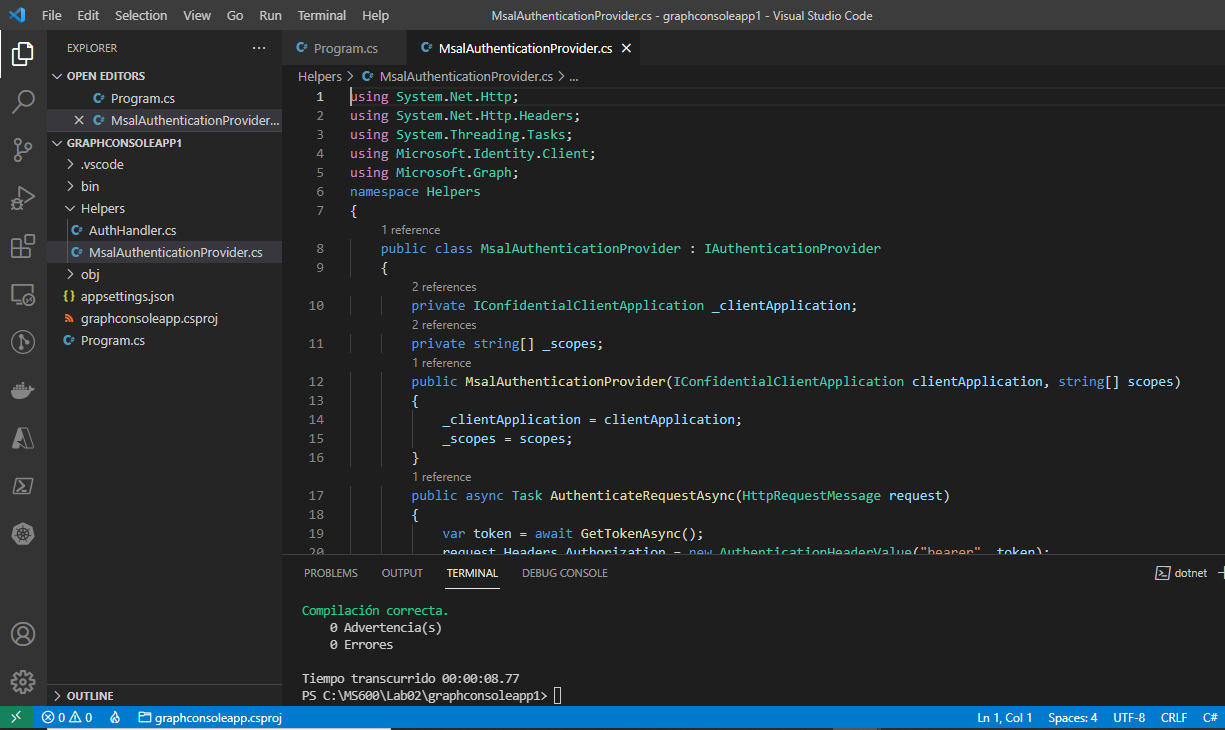 File Edit Selection View Go Run Terminal Help MsalAuthenticationProvider.cs - graphconsoleapp1 - Visual Studio Code
EXPLORER ...
OPEN EDITORS
C# Program.cs
C# MsalAuthenticationProvider...
GRAPHCONSOLEAPP1
.vscode
bin
Helpers
C# AuthHandler.cs
C# MsalAuthenticationProvider.cs
obj
{} appsettings.json
graphconsoleapp.csproj
C# Program.cs
OUTLINE
C# Program.cs C# MsalAuthenticationProvider.cs
Helpers > C# MsalAuthenticationProvider.cs > ...
1 using System.Net.Http;
2 using System.Net.Http.Headers;
3 using System.Threading.Tasks;
4 using Microsoft.Identity.Client;
5 using Microsoft.Graph;
6 namespace Helpers
7 {
1 reference
8 public class MsalAuthenticationProvider : IAuthenticationProvider
9 {
2 references
10 private IConfidentialClientApplication _clientApplication;
2 references
11 private string[] _scopes;
1 reference
12 public MsalAuthenticationProvider(IConfidentialClientApplication clientApplication, string[] scopes)
13 {
14 _clientApplication = clientApplication;
15 _scopes = scopes;
16 }
1 reference
17 public async Task AuthenticateRequestAsync(HttpRequestMessage request)
18 {
19 var token = await GetTokenAsync();
20 request.Headers.Authorization = new AuthenticationHeaderValue("bearer", token);
PROBLEMS OUTPUT TERMINAL DEBUG CONSOLE dotnet
Compilación correcta.
0 Advertencia(s)
0 Errores
Tiempo transcurrido 00:00:08.77
PS C:\MS600\Lab02\graphconsoleapp1>
0 0 graphconsoleapp.csproj Ln 1, Col 1 Spaces: 4 UTF-8 CRLF C#